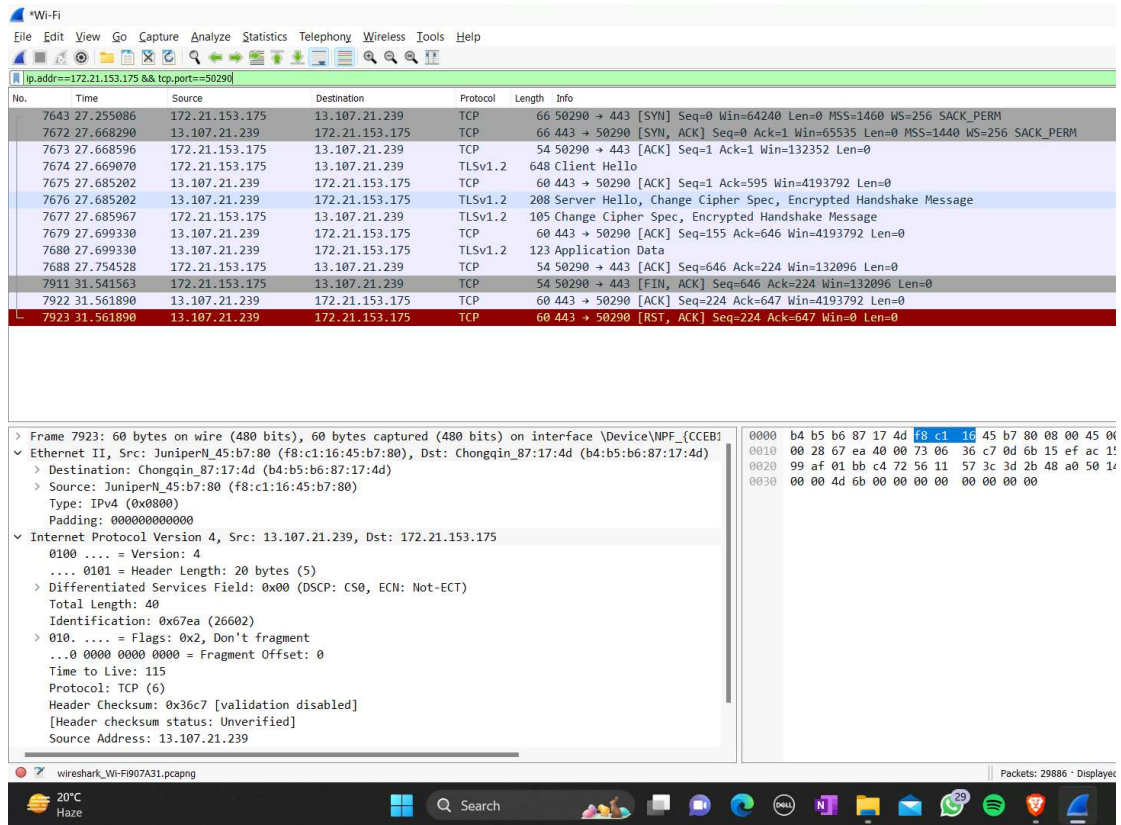 *Wi-Fi
File Edit View Go Capture Analyze Statistics Telephony Wireless Tools Help
ip.addr==172.21.153.175 && tcp.port==50290
No. Time Source Destination Protocol Length Info
7643 27.255086 172.21.153.175 13.107.21.239 TCP 66 50290 → 443 [SYN] Seq=0 Win=64240 Len=0 MSS=1460 WS=256 SACK_PERM
7672 27.668290 13.107.21.239 172.21.153.175 TCP 66 443 → 50290 [SYN, ACK] Seq=0 Ack=1 Win=65535 Len=0 MSS=1440 WS=256 SACK_PERM
7673 27.668596 172.21.153.175 13.107.21.239 TCP 54 50290 → 443 [ACK] Seq=1 Ack=1 Win=132352 Len=0
7674 27.669070 172.21.153.175 13.107.21.239 TLSv1.2 648 Client Hello
7675 27.685202 13.107.21.239 172.21.153.175 TCP 60 443 → 50290 [ACK] Seq=1 Ack=595 Win=4193792 Len=0
7676 27.685202 13.107.21.239 172.21.153.175 TLSv1.2 208 Server Hello, Change Cipher Spec, Encrypted Handshake Message
7677 27.685967 172.21.153.175 13.107.21.239 TLSv1.2 105 Change Cipher Spec, Encrypted Handshake Message
7679 27.699330 13.107.21.239 172.21.153.175 TCP 60 443 → 50290 [ACK] Seq=155 Ack=646 Win=4193792 Len=0
7680 27.699330 13.107.21.239 172.21.153.175 TLSv1.2 123 Application Data
7688 27.754528 172.21.153.175 13.107.21.239 TCP 54 50290 → 443 [ACK] Seq=646 Ack=224 Win=132096 Len=0
7911 31.541563 172.21.153.175 13.107.21.239 TCP 54 50290 → 443 [FIN, ACK] Seq=646 Ack=224 Win=132096 Len=0
7922 31.561890 13.107.21.239 172.21.153.175 TCP 60 443 → 50290 [ACK] Seq=224 Ack=647 Win=4193792 Len=0
7923 31.561890 13.107.21.239 172.21.153.175 TCP 60 443 → 50290 [RST, ACK] Seq=224 Ack=647 Win=0 Len=0
Frame 7923: 60 bytes on wire (480 bits), 60 bytes captured (480 bits) on interface \Device\NPF_{CCEB1
Ethernet II, Src: JuniperN_45:b7:80 (f8:c1:16:45:b7:80), Dst: Chongqin_87:17:4d (b4:b5:b6:87:17:4d)
Destination: Chongqin_87:17:4d (b4:b5:b6:87:17:4d)
Source: JuniperN_45:b7:80 (f8:c1:16:45:b7:80)
Type: IPv4 (0x0800)
Padding: 000000000000
Internet Protocol Version 4, Src: 13.107.21.239, Dst: 172.21.153.175
0100 .... = Version: 4
.... 0101 = Header Length: 20 bytes (5)
Differentiated Services Field: 0x00 (DSCP: CS0, ECN: Not-ECT)
Total Length: 40
Identification: 0x67ea (26602)
010. .... = Flags: 0x2, Don't fragment
...0 0000 0000 0000 = Fragment Offset: 0
Time to Live: 115
Protocol: TCP (6)
Header Checksum: 0x36c7 [validation disabled]
[Header checksum status: Unverified]
Source Address: 13.107.21.239
0000 b4 b5 b6 87 17 4d f8 c1 16 45 b7 80 08 00 45 00
0010 00 28 67 ea 40 00 73 06 36 c7 0d 6b 15 ef ac 15
0020 99 af 01 bb c4 72 56 11 57 3c 3d 2b 48 a0 50 14
0030 00 00 4d 6b 00 00 00 00 00 00 00 00
wireshark_Wi-Fi907A31.pcapng
Packets: 29886 · Displayed
20°C
Haze
Search
DELL
N
29